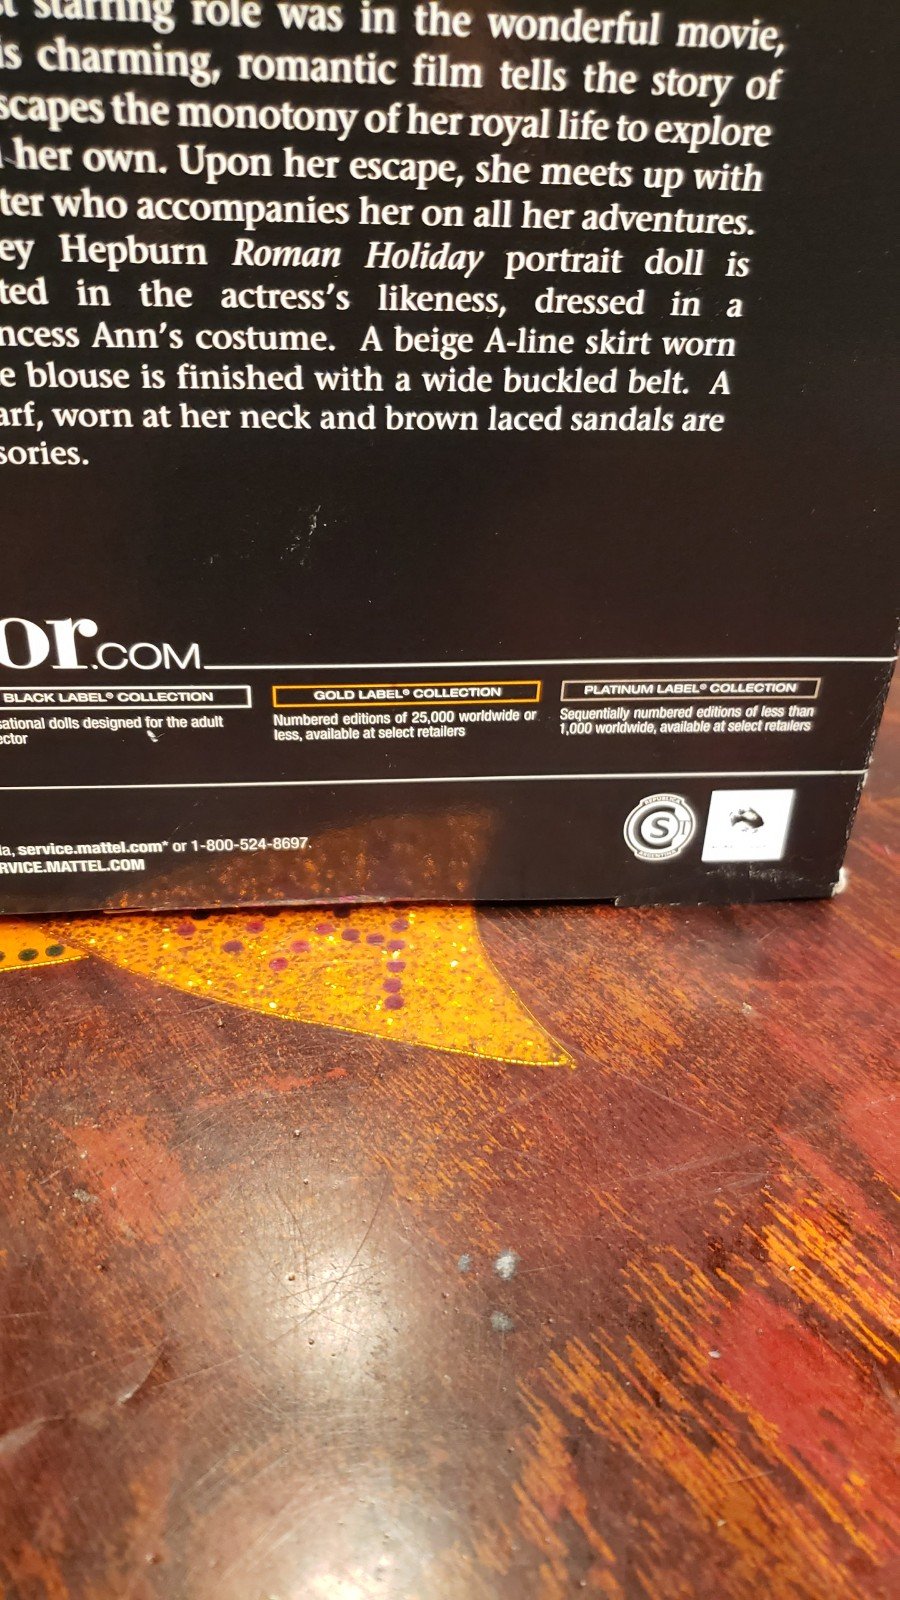 starring role was in the wonderful movie,
is charming, romantic film tells the story of
scapes the monotony of her royal life to explore
her own. Upon her escape, she meets up with
ter who accompanies her on all her adventures.
ey Hepburn Roman Holiday portrait doll is
ted in the actress's likeness, dressed in a
ncess Ann's costume. A beige A-line skirt worn
e blouse is finished with a wide buckled belt. A
arf, worn at her neck and brown laced sandals are
sories.
or.COM
BLACK LABEL® COLLECTION
sational dolls designed for the adult
ector
GOLD LABEL® COLLECTION
Numbered editions of 25,000 worldwide or
less, available at select retailers
PLATINUM LABEL® COLLECTION
Sequentially numbered editions of less than
1,000 worldwide, available at select retailers
la, service.mattel.com* or 1-800-524-8697.
RVICE.MATTEL.COM
REPUBLICA
S
ARGENTINA